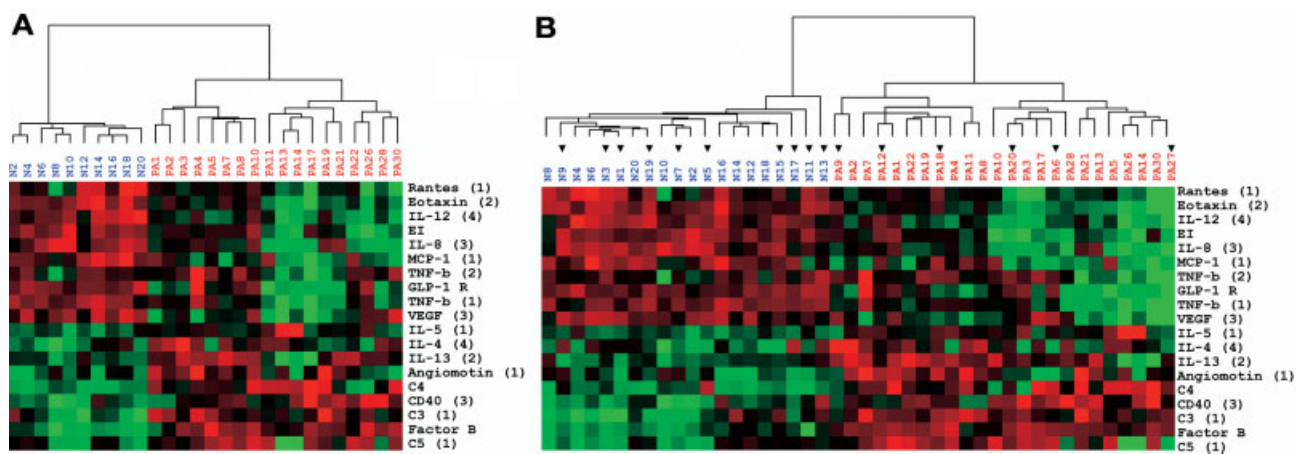 A
B
N2 N4 N6 N8 N10 N12 N14 N16 N18 N20 PA1 PA2 PA3 PA4 PA5 PA7 PA8 PA10 PA11 PA13 PA14 PA17 PA19 PA21 PA22 PA26 PA28 PA30
N8 N9 N4 N6 N3 N1 N20 N19 N10 N7 N2 N5 N16 N14 N12 N18 N15 N17 N11 N13 PA9 PA2 PA7 PA12 PA1 PA22 PA19 PA18 PA4 PA11 PA8 PA10 PA20 PA3 PA17 PA6 PA28 PA21 PA13 PA5 PA26 PA14 PA30 PA27
Rantes (1)
Eotaxin (2)
IL-12 (4)
EI
IL-8 (3)
MCP-1 (1)
TNF-b (2)
GLP-1 R
TNF-b (1)
VEGF (3)
IL-5 (1)
IL-4 (4)
IL-13 (2)
Angiomotin (1)
C4
CD40 (3)
C3 (1)
Factor B
C5 (1)
Rantes (1)
Eotaxin (2)
IL-12 (4)
EI
IL-8 (3)
MCP-1 (1)
TNF-b (2)
GLP-1 R
TNF-b (1)
VEGF (3)
IL-5 (1)
IL-4 (4)
IL-13 (2)
Angiomotin (1)
C4
CD40 (3)
C3 (1)
Factor B
C5 (1)